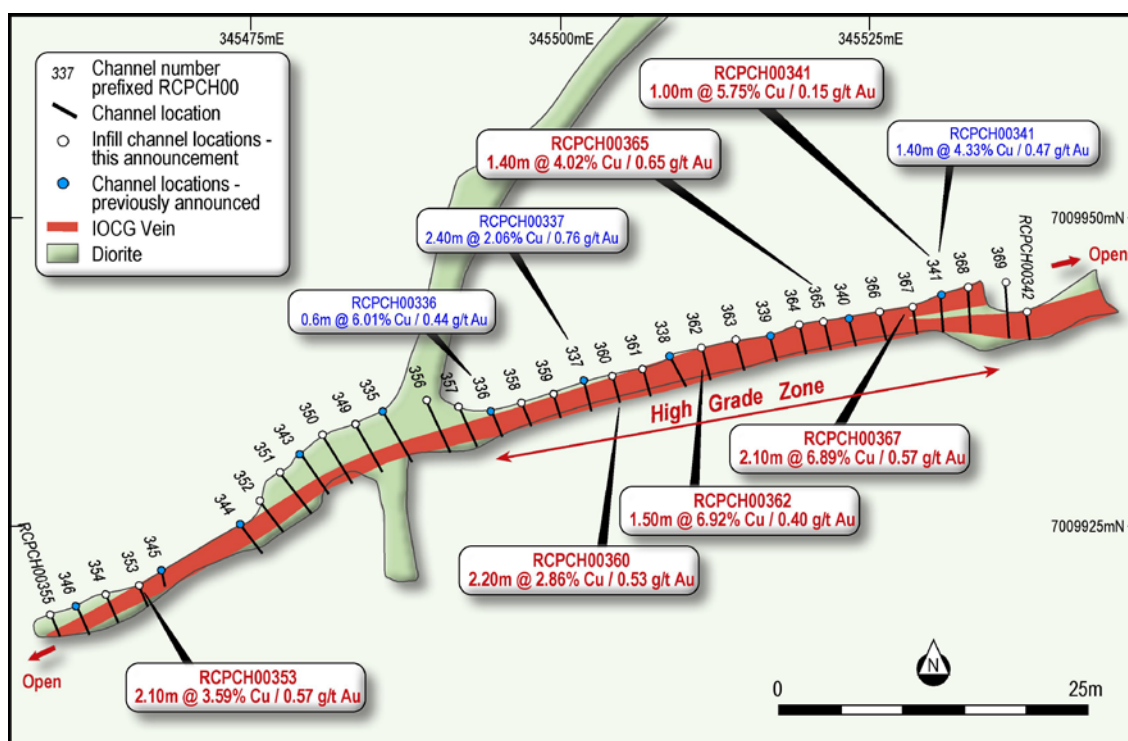 345475mE
345500mE
345525mE
337 Channel number
prefixed RCPCH00
Channel location
Infill channel locations -
this announcement
Channel locations -
previously announced
IOCG Vein
Diorite
RCPCH00341
1.00m @ 5.75% Cu / 0.15 g/t Au
RCPCH00365
1.40m @ 4.02% Cu / 0.65 g/t Au
RCPCH00341
1.40m @ 4.33% Cu / 0.47 g/t Au
RCPCH00337
2.40m @ 2.06% Cu / 0.76 g/t Au
RCPCH00336
0.6m @ 6.01% Cu / 0.44 g/t Au
7009950mN
Open
RCPCH00355
346
354
353
345
344
352
351
343
350
349
335
356
357
336
358
359
337
360
361
338
362
363
339
364
365
340
366
367
341
368
369
RCPCH00342
High Grade Zone
RCPCH00367
2.10m @ 6.89% Cu / 0.57 g/t Au
RCPCH00362
1.50m @ 6.92% Cu / 0.40 g/t Au
7009925mN
RCPCH00360
2.20m @ 2.86% Cu / 0.53 g/t Au
RCPCH00353
2.10m @ 3.59% Cu / 0.57 g/t Au
Open
N
0
25m